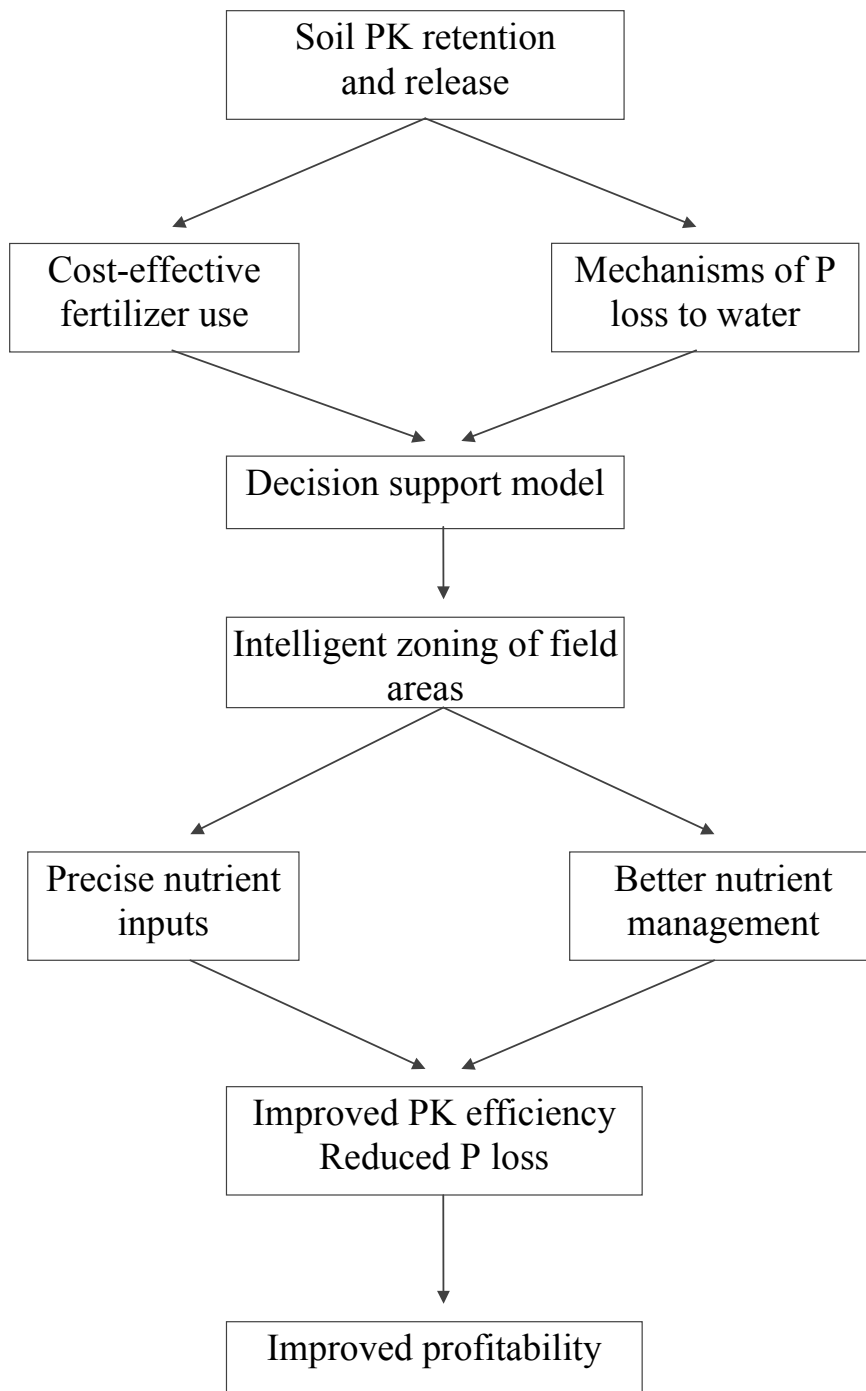 Soil PK retention
and release
Cost-effective
fertilizer use
Mechanisms of P
loss to water
Decision support model
Intelligent zoning of field
areas
Precise nutrient
inputs
Better nutrient
management
Improved PK efficiency
Reduced P loss
Improved profitability